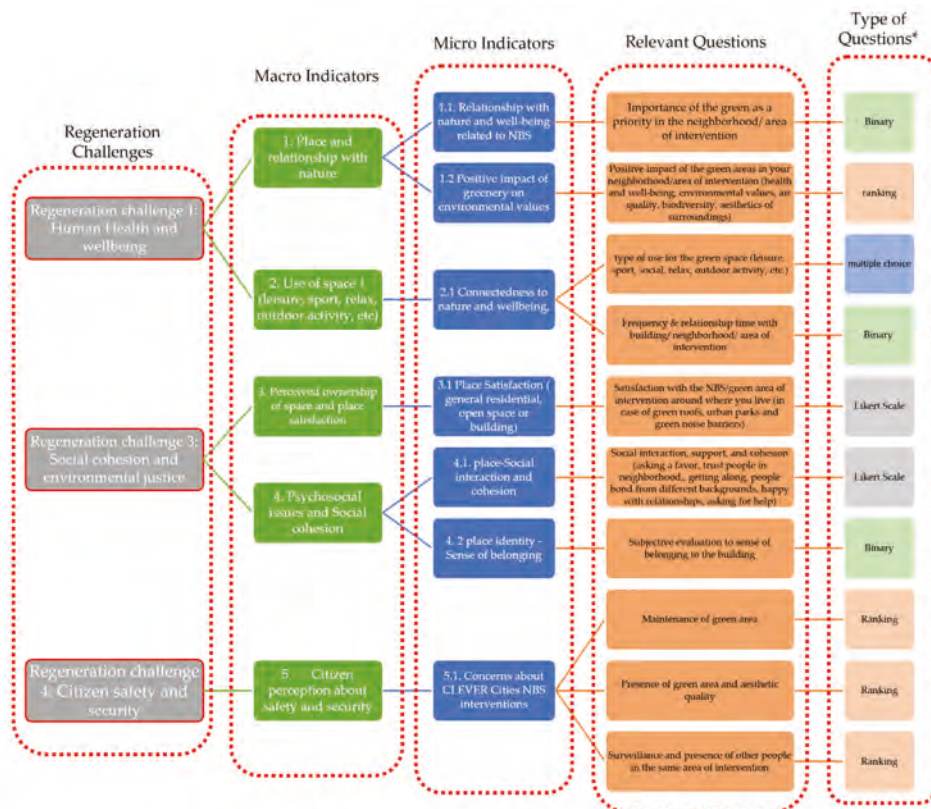 Regeneration
Challenges
Macro Indicators
Micro Indicators
Relevant Questions
Type of
Questions*
Regeneration challenge 1:
Human Health and
wellbeing
Regeneration challenge 3:
Social cohesion and
environmental justice
Regeneration challenge
4: Citizen safety and
security
1. Place and
relationship with
nature
2. Use of space 1
(leisure, sport, relax,
outdoor activity, etc)
3. Perceived ownership
of space and place
satisfaction
4. Psychosocial
issues and Social
cohesion
5. Citizen
perception about
safety and security
1.1. Relationship with
nature and well-being
related to NBS
1.2 Positive impact of
greenery on
environmental values
2.1 Connectedness to
nature and wellbeing,
3.1 Place Satisfaction (
general residential,
open space or
building)
4.1. place-Social
interaction and
cohesion
4. 2 place identity -
Sense of belonging
5.1. Concerns about
CLEVER Cities NBS
interventions
Importance of the green as a
priority in the neighborhood/ area
of intervention
Positive impact of the green areas in your
neighborhood/area of intervention (health
and well-being, environmental values, air
quality, biodiversity, aesthetics of
surroundings)
type of use for the green space (leisure,
sport, social, relax, outdoor activity, etc.)
Frequency & relationship time with
building/ neighborhood/ area of
intervention
Satisfaction with the NBS/green area of
intervention around where you live (in
case of green roofs, urban parks and
green noise barriers)
Social interaction, support, and cohesion
(asking a favor, trust people in
neighborhood,, getting along, people
bond from different backgrounds, happy
with relationships, asking for help)
Subjective evaluation to sense of
belonging to the building
Maintenance of green area
Presence of green area and aesthetic
quality
Surveillance and presence of other people
in the same area of intervention
Binary
ranking
multiple choice
Binary
Likert Scale
Likert Scale
Binary
Ranking
Ranking
Ranking